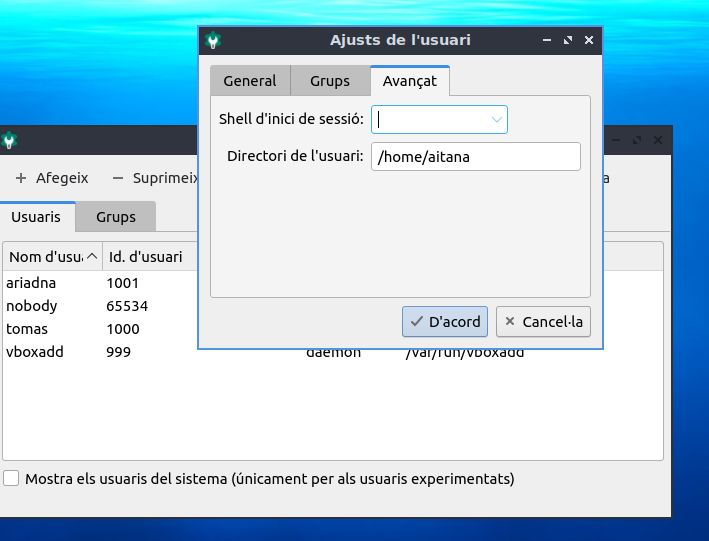 Ajusts de l'usuari
General Grups Avançat
Shell d'inici de sessió:
Directori de l'usuari: /home/aitana
D'acord Cancel·la
+ Afegeix − Suprimeix a
Usuaris Grups
Nom d'usu Id. d'usuari
ariadna 1001
nobody 65534
tomas 1000
vboxadd 999 daemon /var/run/vboxadd
Mostra els usuaris del sistema (únicament per als usuaris experimentats)